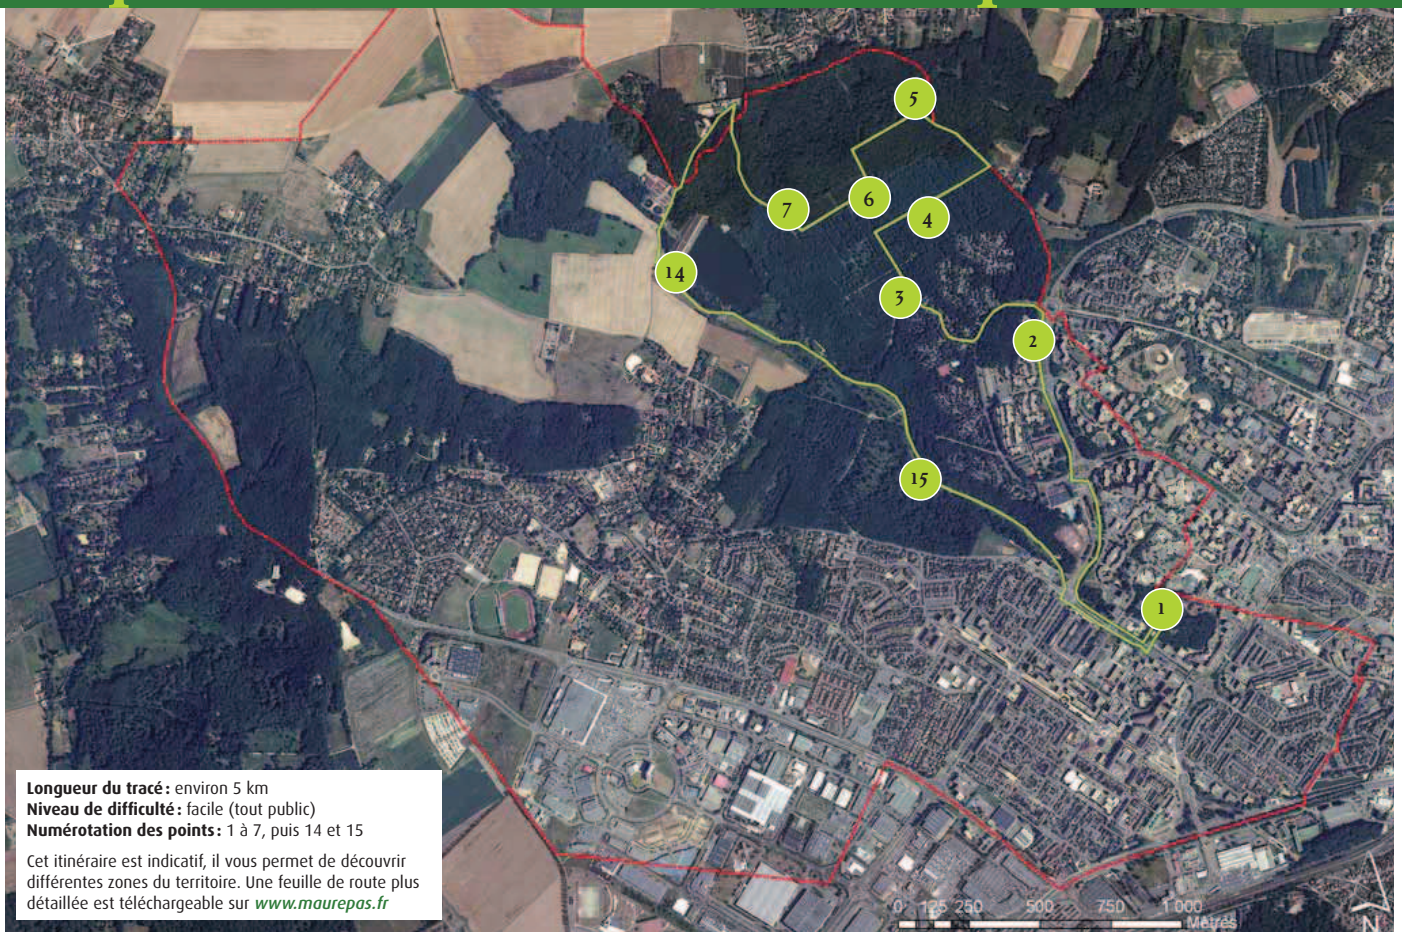 5
6
7
4
14
3
2
15
1
Longueur du tracé : environ 5 km
Niveau de difficulté : facile (tout public)
Numérotation des points : 1 à 7, puis 14 et 15
Cet itinéraire est indicatif, il vous permet de découvrir
différentes zones du territoire. Une feuille de route plus
détaillée est téléchargeable sur www.maurepas.fr
0 125 250 500 750 1 000
Mètres
N